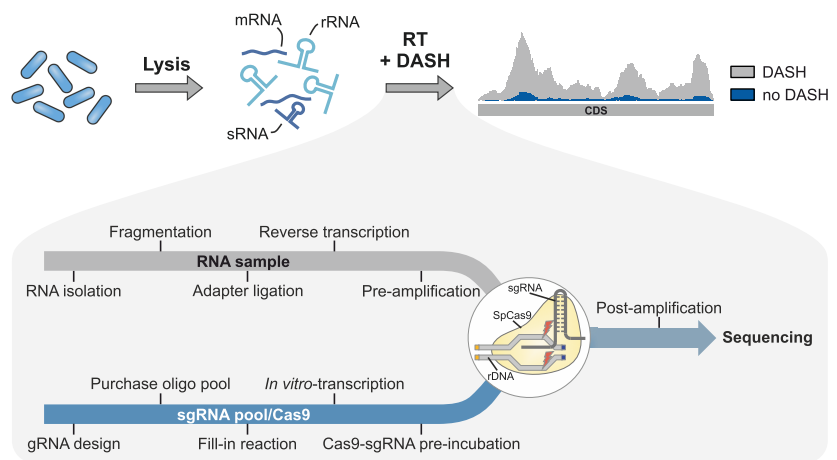 mRNA
rRNA
Lysis
sRNA
RT
+ DASH
DASH
no DASH
CDS
Fragmentation
Reverse transcription
RNA sample
RNA isolation
Adapter ligation
Pre-amplification
sgRNA
SpCas9
rDNA
Post-amplification
Sequencing
Purchase oligo pool
In vitro-transcription
sgRNA pool/Cas9
gRNA design
Fill-in reaction
Cas9-sgRNA pre-incubation